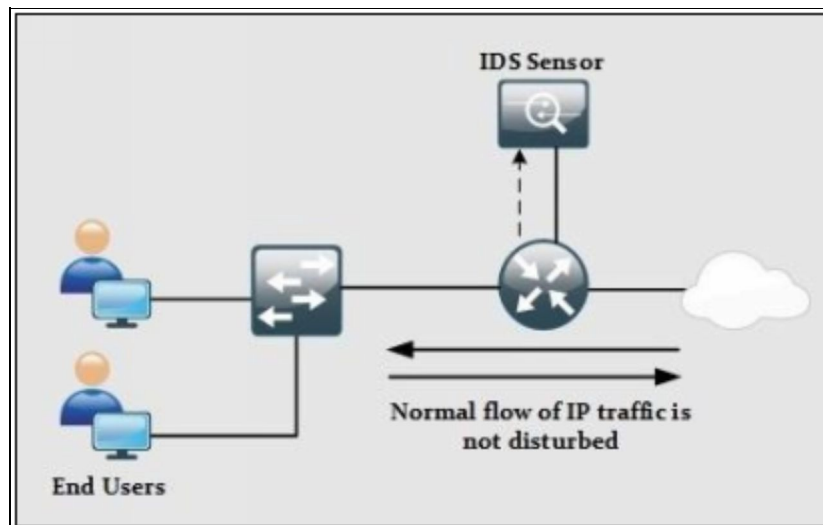 IDS Sensor
Normal flow of IP traffic is
not disturbed
End Users